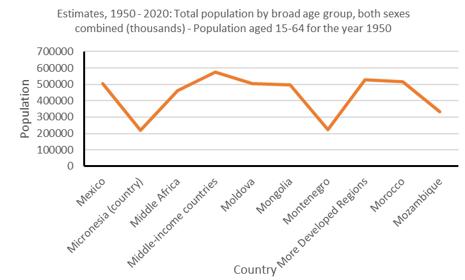 Estimates, 1950 - 2020: Total population by broad age group, both sexes
combined (thousands) - Population aged 15-64 for the year 1950
700000
600000
500000
400000
300000
200000
100000
0
Population
Mexico
Micronesia (country)
Middle Africa
Middle-income countries
Moldova
Mongolia
Montenegro
More Developed Regions
Morocco
Mozambique
Country